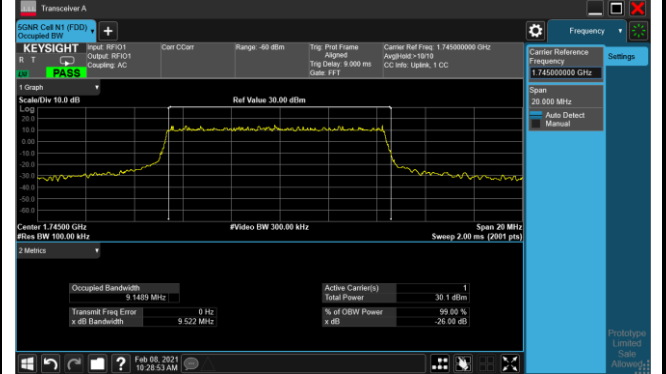 Transceiver A
5GNR Cell N1 (FDD)
Occupied BW
Frequency
KEYSIGHT
R T
PASS
Input: RFIO1
Output: RFIO1
Coupling: AC
Corr CCorr
Range: -60 dBm
Trig: Prot Frame
Aligned
Trig Delay: 9.000 ms
Gate: FFT
Carrier Ref Freq: 1.745000000 GHz
Avg|Hold:>10/10
CC Info: Uplink, 1 CC
Carrier Reference
Frequency
1.745000000 GHz
Settings
Span
20.000 MHz
Auto Detect
Manual
1 Graph
Scale/Div 10.0 dB
Ref Value 30.00 dBm
Log
20.0
10.0
0.00
-10.0
-20.0
-30.0
-40.0
-50.0
-60.0
Center 1.74500 GHz
#Video BW 300.00 kHz
Span 20 MHz
#Res BW 100.00 kHz
Sweep 2.00 ms (2001 pts)
2 Metrics
Occupied Bandwidth
9.1489 MHz
Active Carrier(s) 1
Total Power 30.1 dBm
Transmit Freq Error 0 Hz
x dB Bandwidth 9.522 MHz
% of OBW Power 99.00 %
x dB -26.00 dB
Prototype
Limited
Sale
Allowed
?
Feb 08, 2021
10:28:53 AM